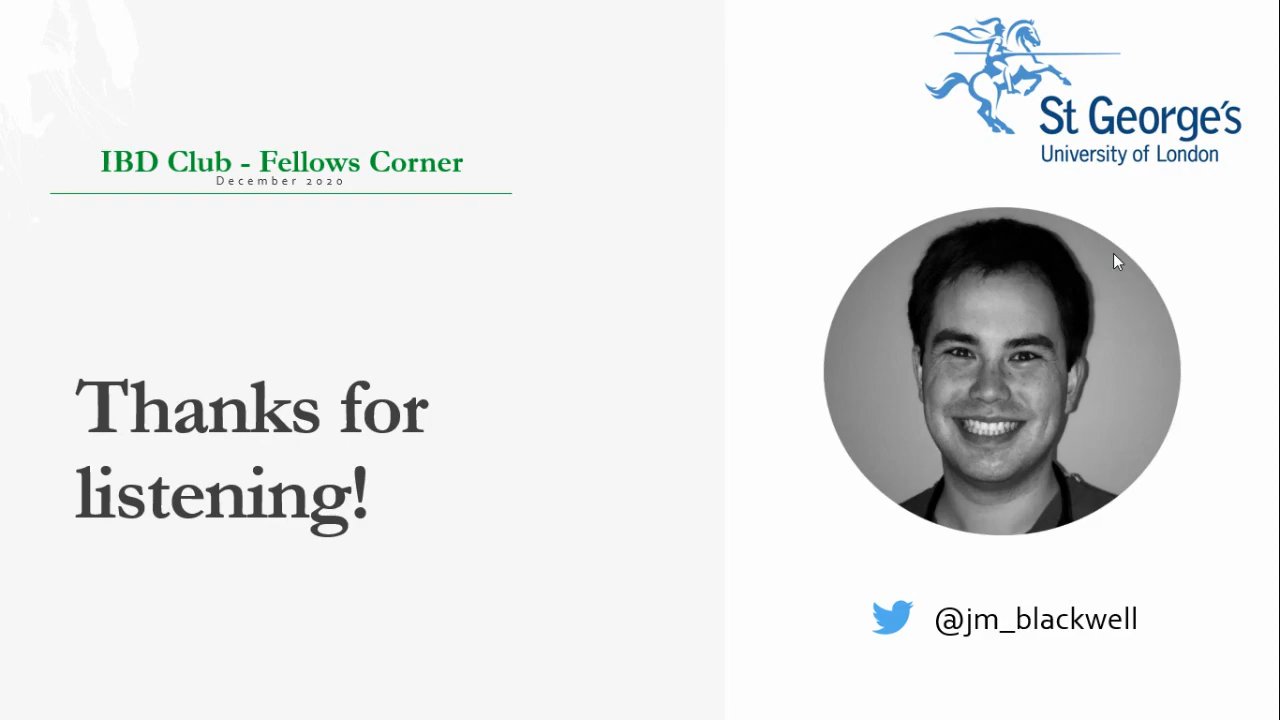 IBD Club - Fellows Corner
December 2020
Thanks for
listening!
St George's
University of London
@jm_blackwell